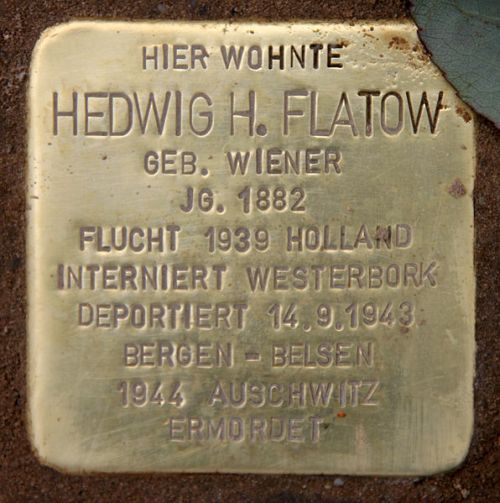 HIER WOHNTE
HEDWIG H. FLATOW
GEB. WIENER
JG. 1882
FLUCHT 1939 HOLLAND
INTERNIERT WESTERBORK
DEPORTIERT 14.9.1943
BERGEN - BELSEN
1944 AUSCHWITZ
ERMORDET